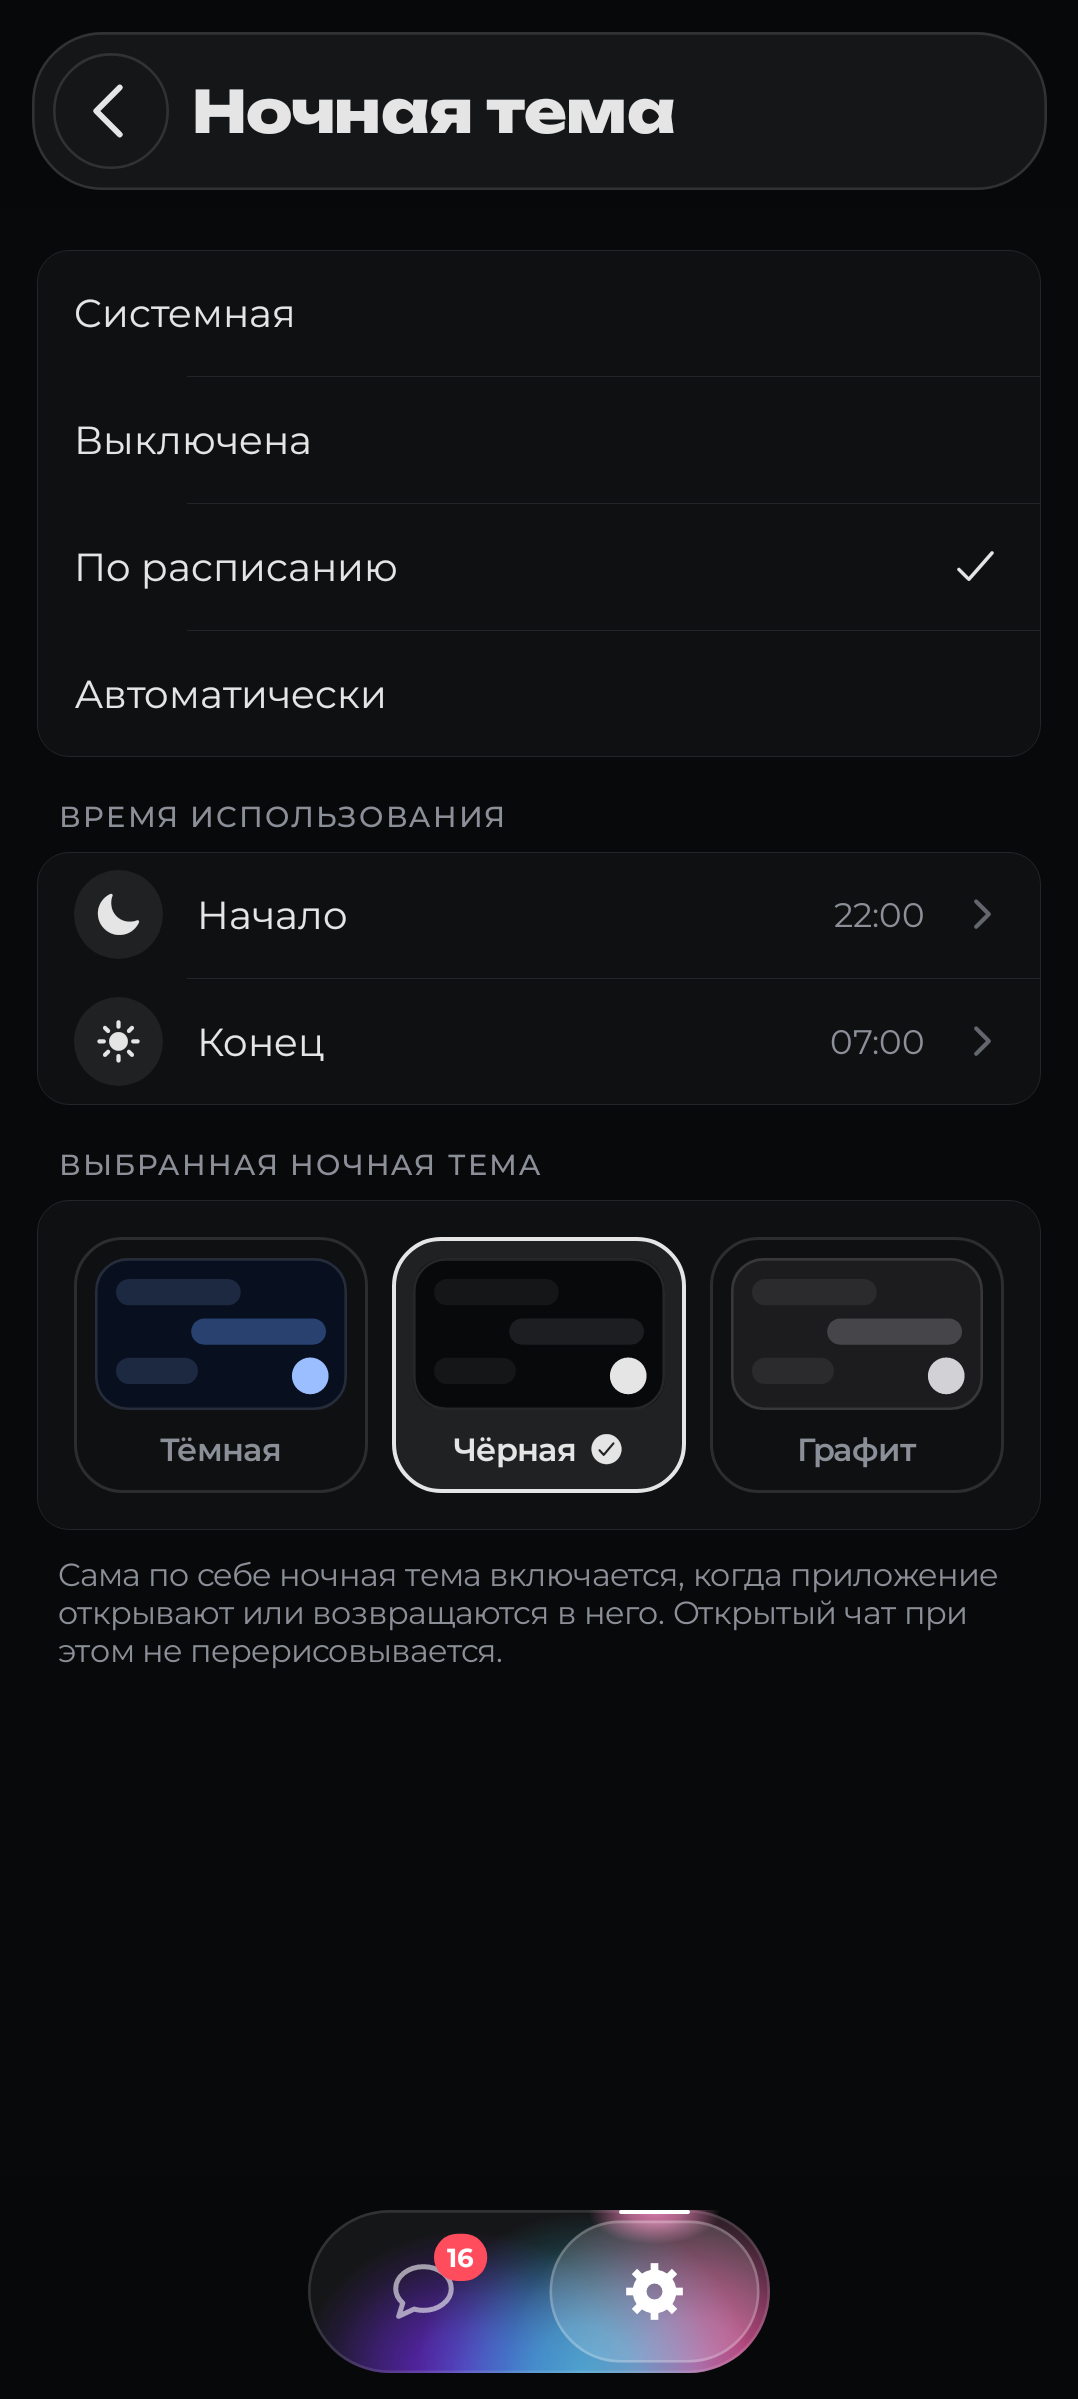 Ночная тема
Системная
Выключена
По расписанию
Автоматически
ВРЕМЯ ИСПОЛЬЗОВАНИЯ
Начало 22:00
Конец 07:00
ВЫБРАННАЯ НОЧНАЯ ТЕМА
Тёмная Чёрная Графит
Сама по себе ночная тема включается, когда приложение
открывают или возвращаются в него. Открытый чат при
этом не перерисовывается.
16